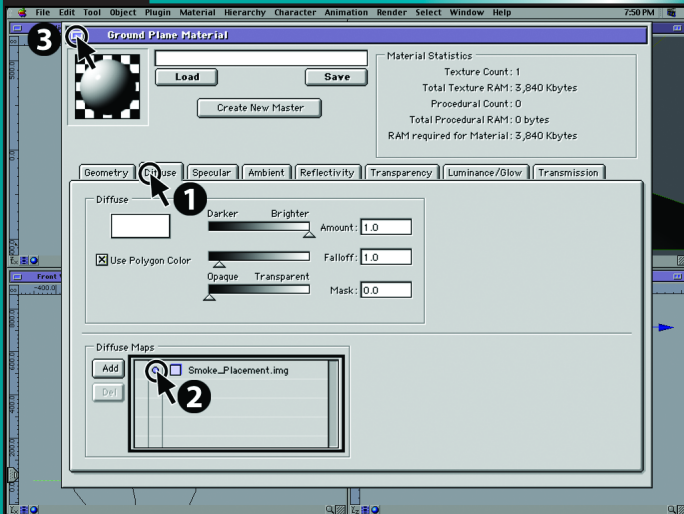 File Edit Tool Object Plugin Material Hierarchy Character Animation Render Select Window Help 7:50 PM
3
Ground Plane Material
Load Save
Create New Master
Material Statistics
Texture Count: 1
Total Texture RAM: 3,840 Kbytes
Procedural Count: 0
Total Procedural RAM: 0 bytes
RAM required for Material: 3,840 Kbytes
Geometry Diffuse Specular Ambient Reflectivity Transparency Luminance/Glow Transmission
1
Diffuse
Darker Brighter
Amount: 1.0
Use Polygon Color
Falloff: 1.0
Opaque Transparent
Mask: 0.0
Front
-400.0
Diffuse Maps
Add
Smoke_Placement.img
Del
2